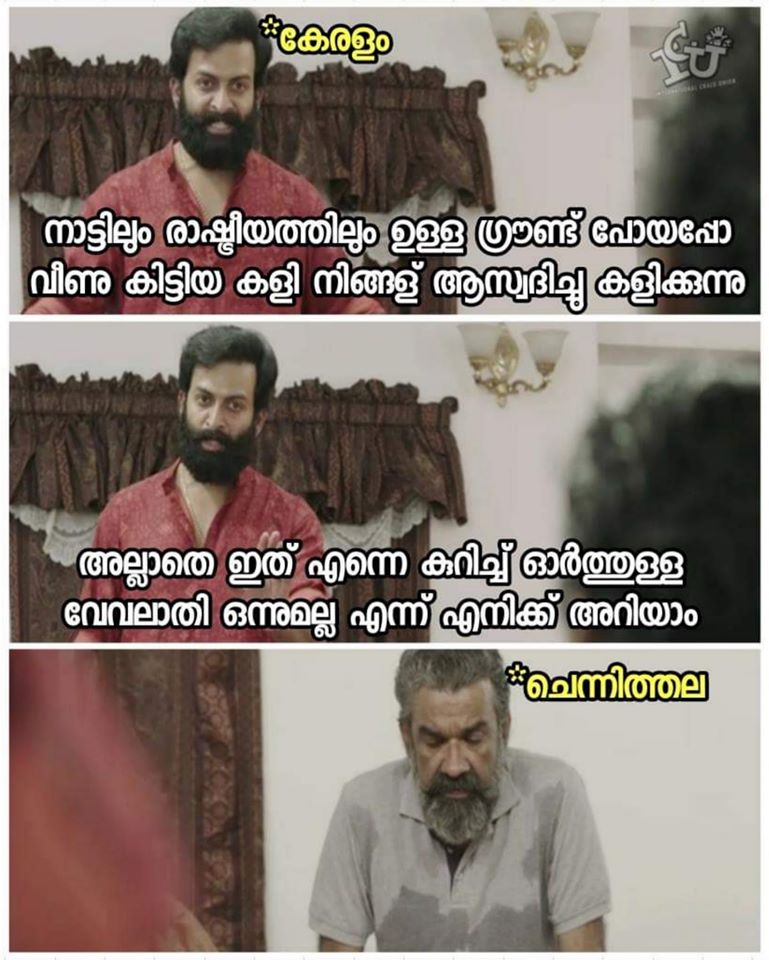 *കേരളം
ICU
INTERNATIONAL CHALU UNION
നാട്ടിലും രാഷ്ട്രീയത്തിലും ഉള്ള ഗ്രൗണ്ട് പോയപ്പോ
വീണു കിട്ടിയ കളി നിങ്ങള് ആസ്വദിച്ചു കളിക്കുന്നു
അല്ലാതെ ഇത് എന്നെ കുറിച്ച് ഓർത്തുള്ള
വേവലാതി ഒന്നുമല്ല എന്ന് എനിക്ക് അറിയാം
*ചെന്നിത്തല